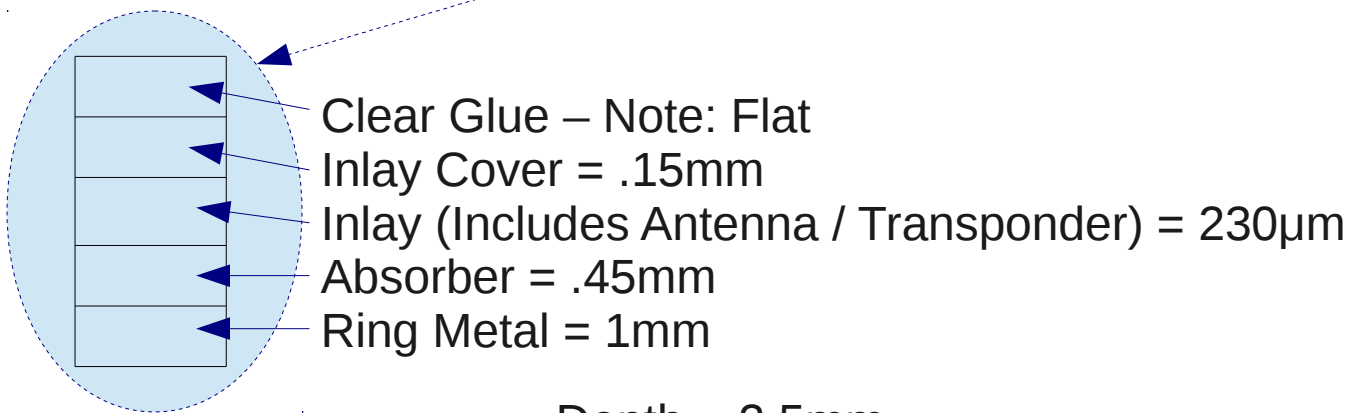 Clear Glue – Note: Flat
Inlay Cover = .15mm
Inlay (Includes Antenna / Transponder) = 230μm
Absorber = .45mm
Ring Metal = 1mm